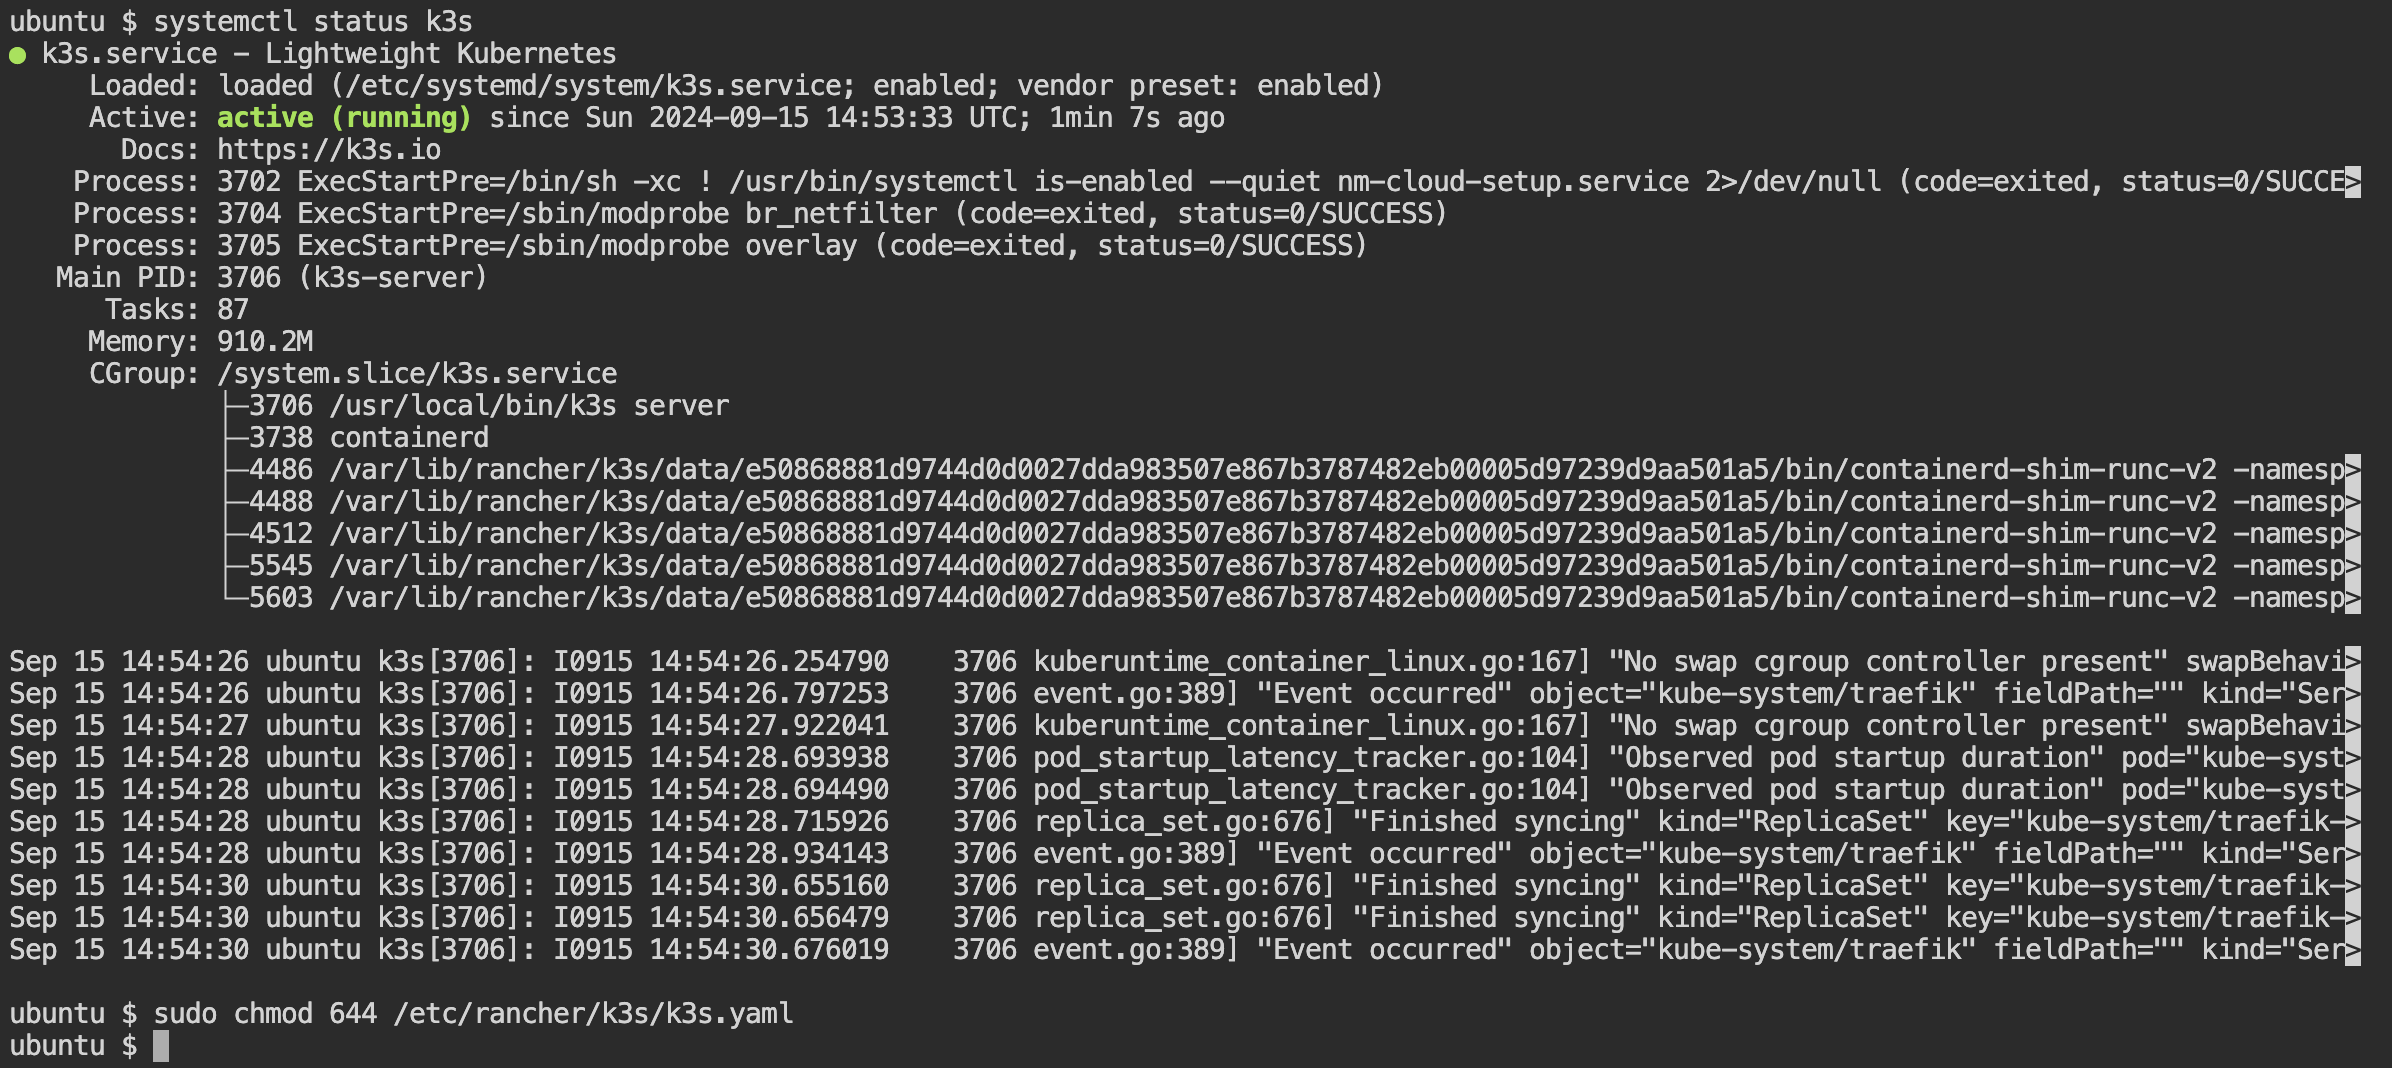 ubuntu $ systemctl status k3s
● k3s.service – Lightweight Kubernetes
     Loaded: loaded (/etc/systemd/system/k3s.service; enabled; vendor preset: enabled)
     Active: active (running) since Sun 2024-09-15 14:53:33 UTC; 1min 7s ago
       Docs: https://k3s.io
    Process: 3702 ExecStartPre=/bin/sh -xc ! /usr/bin/systemctl is-enabled --quiet nm-cloud-setup.service 2>/dev/null (code=exited, status=0/SUCCE>
    Process: 3704 ExecStartPre=/sbin/modprobe br_netfilter (code=exited, status=0/SUCCESS)
    Process: 3705 ExecStartPre=/sbin/modprobe overlay (code=exited, status=0/SUCCESS)
   Main PID: 3706 (k3s-server)
      Tasks: 87
     Memory: 910.2M
     CGroup: /system.slice/k3s.service
             ├─3706 /usr/local/bin/k3s server
             ├─3738 containerd
             ├─4486 /var/lib/rancher/k3s/data/e50868881d9744d0d0027dda983507e867b3787482eb00005d97239d9aa501a5/bin/containerd-shim-runc-v2 -namesp>
             ├─4488 /var/lib/rancher/k3s/data/e50868881d9744d0d0027dda983507e867b3787482eb00005d97239d9aa501a5/bin/containerd-shim-runc-v2 -namesp>
             ├─4512 /var/lib/rancher/k3s/data/e50868881d9744d0d0027dda983507e867b3787482eb00005d97239d9aa501a5/bin/containerd-shim-runc-v2 -namesp>
             ├─5545 /var/lib/rancher/k3s/data/e50868881d9744d0d0027dda983507e867b3787482eb00005d97239d9aa501a5/bin/containerd-shim-runc-v2 -namesp>
             └─5603 /var/lib/rancher/k3s/data/e50868881d9744d0d0027dda983507e867b3787482eb00005d97239d9aa501a5/bin/containerd-shim-runc-v2 -namesp>
Sep 15 14:54:26 ubuntu k3s[3706]: I0915 14:54:26.254790    3706 kuberuntime_container_linux.go:167] "No swap cgroup controller present" swapBehavi>
Sep 15 14:54:26 ubuntu k3s[3706]: I0915 14:54:26.797253    3706 event.go:389] "Event occurred" object="kube-system/traefik" fieldPath="" kind="Ser>
Sep 15 14:54:27 ubuntu k3s[3706]: I0915 14:54:27.922041    3706 kuberuntime_container_linux.go:167] "No swap cgroup controller present" swapBehavi>
Sep 15 14:54:28 ubuntu k3s[3706]: I0915 14:54:28.693938    3706 pod_startup_latency_tracker.go:104] "Observed pod startup duration" pod="kube-syst>
Sep 15 14:54:28 ubuntu k3s[3706]: I0915 14:54:28.694490    3706 pod_startup_latency_tracker.go:104] "Observed pod startup duration" pod="kube-syst>
Sep 15 14:54:28 ubuntu k3s[3706]: I0915 14:54:28.715926    3706 replica_set.go:676] "Finished syncing" kind="ReplicaSet" key="kube-system/traefik->
Sep 15 14:54:28 ubuntu k3s[3706]: I0915 14:54:28.934143    3706 event.go:389] "Event occurred" object="kube-system/traefik" fieldPath="" kind="Ser>
Sep 15 14:54:30 ubuntu k3s[3706]: I0915 14:54:30.655160    3706 replica_set.go:676] "Finished syncing" kind="ReplicaSet" key="kube-system/traefik->
Sep 15 14:54:30 ubuntu k3s[3706]: I0915 14:54:30.656479    3706 replica_set.go:676] "Finished syncing" kind="ReplicaSet" key="kube-system/traefik->
Sep 15 14:54:30 ubuntu k3s[3706]: I0915 14:54:30.676019    3706 event.go:389] "Event occurred" object="kube-system/traefik" fieldPath="" kind="Ser>
ubuntu $ sudo chmod 644 /etc/rancher/k3s/k3s.yaml
ubuntu $